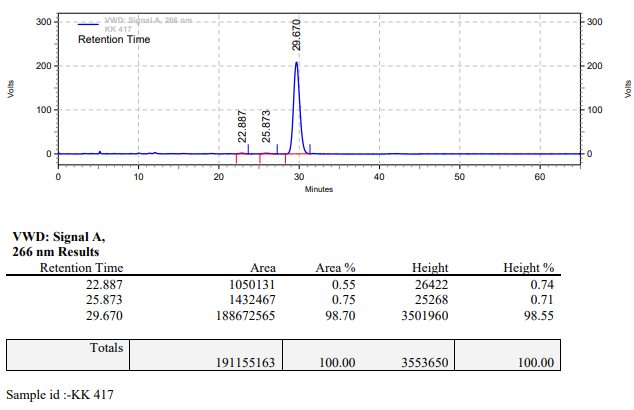 VWD: Signal A, 266 nm
KK 417
Retention Time
300
200
100
0
Volts
22.887
25.873
29.670
300
200
100
0
Volts
0 10 20 30 40 50 60
Minutes
VWD: Signal A,
266 nm Results
Retention Time Area Area % Height Height %
22.887 1050131 0.55 26422 0.74
25.873 1432467 0.75 25268 0.71
29.670 188672565 98.70 3501960 98.55
Totals
191155163 100.00 3553650 100.00
Sample id :-KK 417